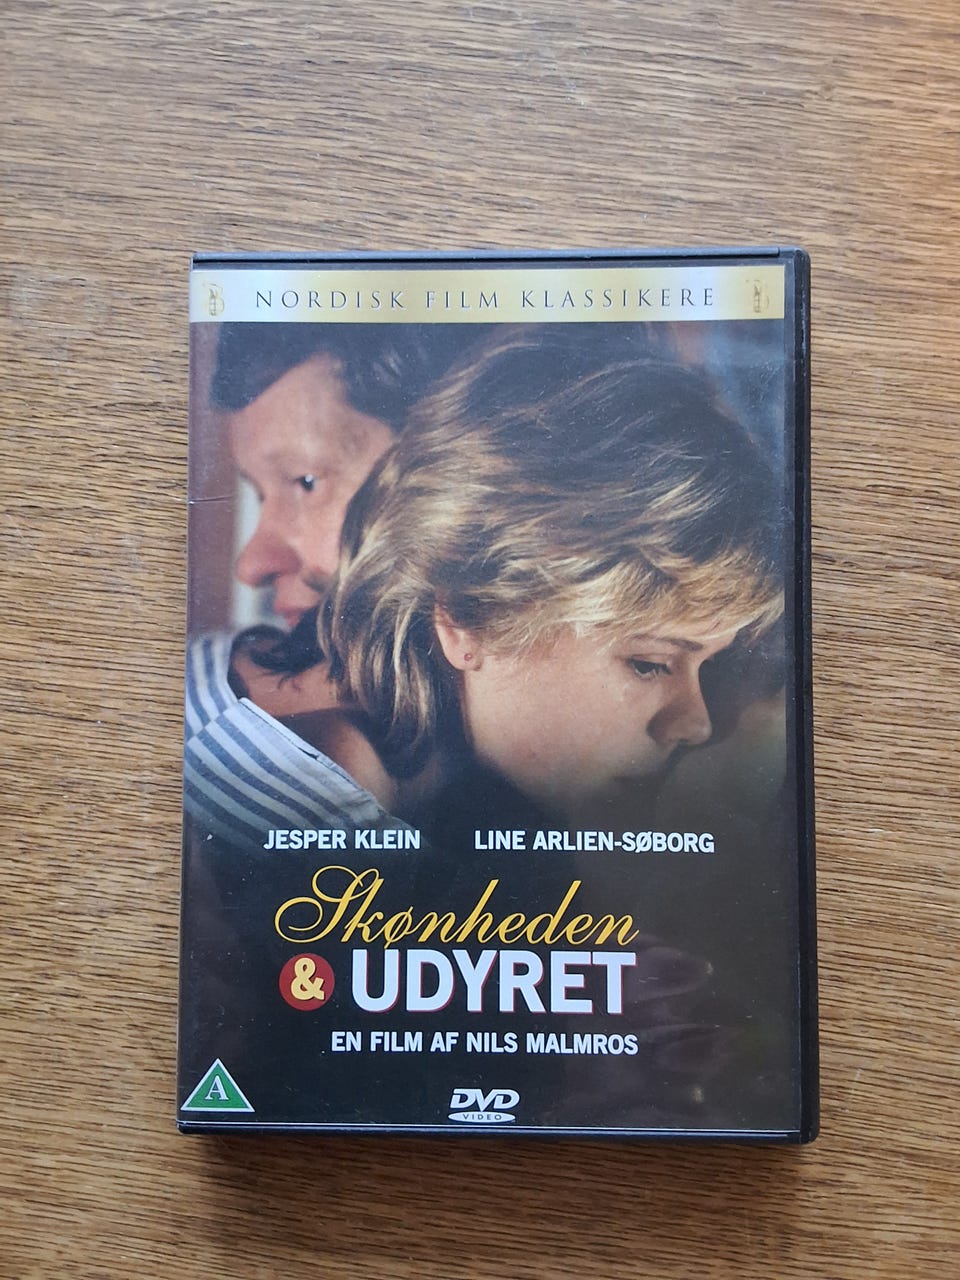 NORDISK FILM KLASSIKERE
JESPER KLEIN LINE ARLIEN-SØBORG
Skønheden
& UDYRET
EN FILM AF NILS MALMROS
A
DVD
VIDEO